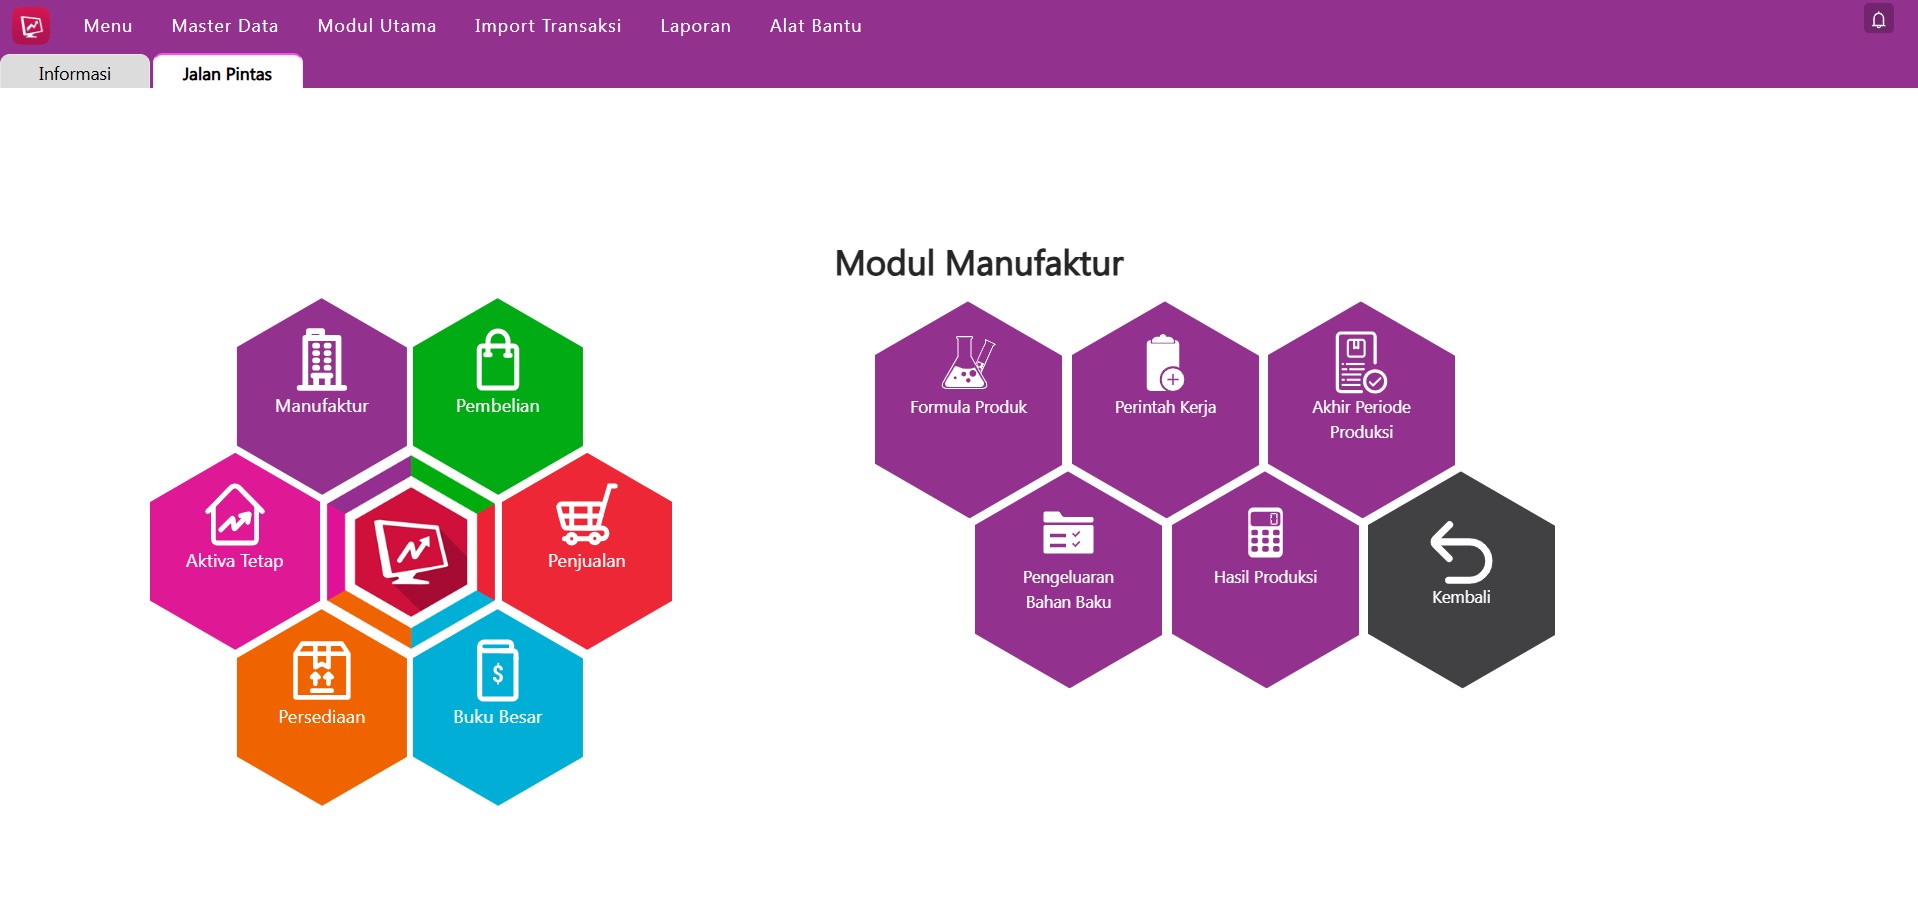 Menu
Master Data
Modul Utama
Import Transaksi
Laporan
Alat Bantu
Informasi
Jalan Pintas
Manufaktur
Pembelian
Aktiva Tetap
Penjualan
Persediaan
$
Buku Besar
Modul Manufaktur
Formula Produk
Perintah Kerja
Akhir Periode
Produksi
Pengeluaran
Bahan Baku
0
Hasil Produksi
Kembali